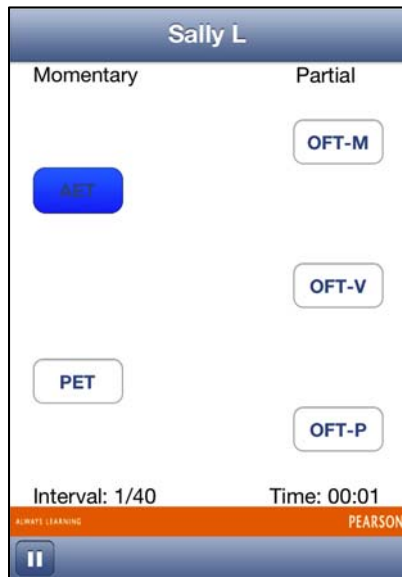 Sally L
Momentary Partial
OFT-M
AET
OFT-V
PET
OFT-P
Interval: 1/40 Time: 00:01
ALWAYS LEARNING PEARSON